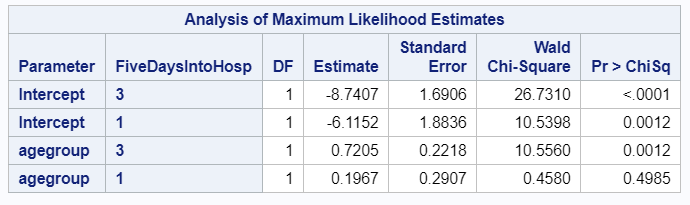 Analysis of Maximum Likelihood Estimates
Parameter FiveDaysIntoHosp DF Estimate Standard Error Wald Chi-Square Pr > ChiSq
Intercept 3 1 -8.7407 1.6906 26.7310 <.0001
Intercept 1 1 -6.1152 1.8836 10.5398 0.0012
agegroup 3 1 0.7205 0.2218 10.5560 0.0012
agegroup 1 1 0.1967 0.2907 0.4580 0.4985